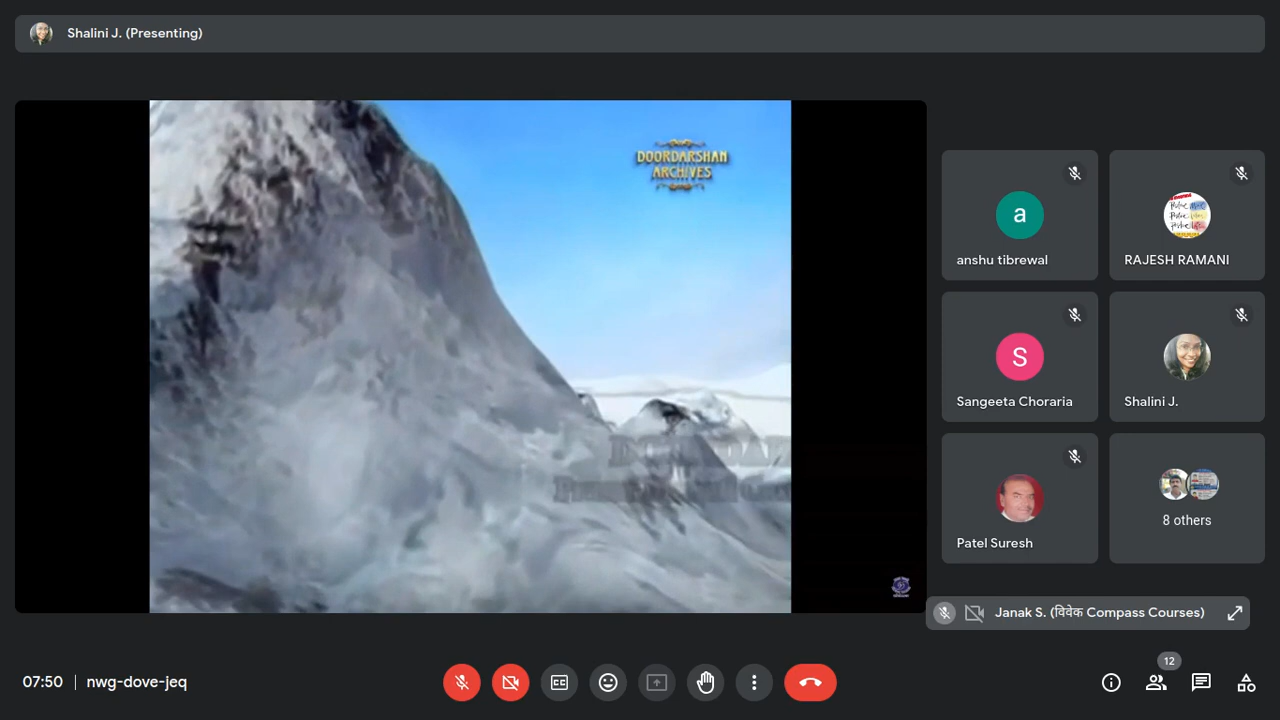 Shalini J. (Presenting)
DOORDARSHAN
ARCHIVES
anshu tibrewal
RAJESH RAMANI
Sangeeta Choraria
Shalini J.
Patel Suresh
8 others
Janak S. (विवेक Compass Courses)
07:50 | nwg-dove-jeq
12